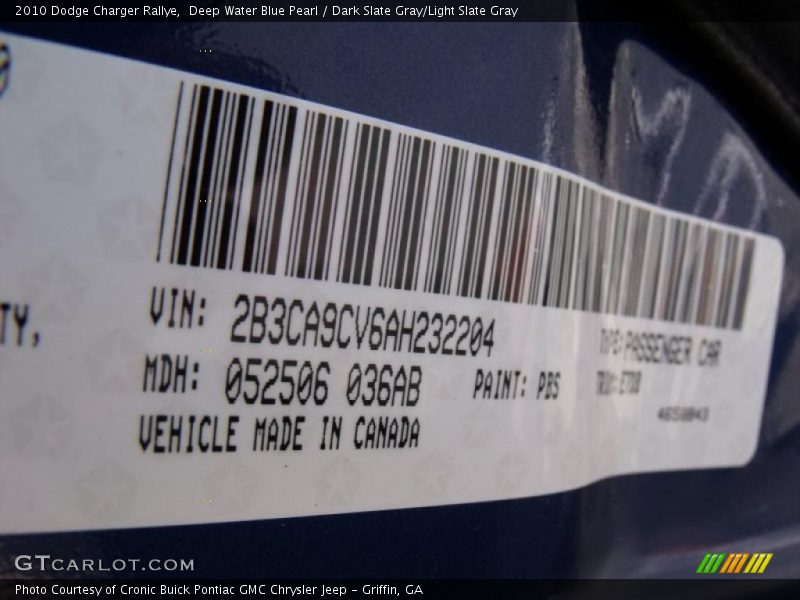 2010 Dodge Charger Rallye,  Deep Water Blue Pearl / Dark Slate Gray/Light Slate Gray
TY,
VIN: 2B3CA9CV6AH232204
TYPE: PASSENGER CAR
MDH: 052506 036AB
PAINT: PBS
VEHICLE MADE IN CANADA
GTCARLOT.COM
Photo Courtesy of Cronic Buick Pontiac GMC Chrysler Jeep - Griffin, GA